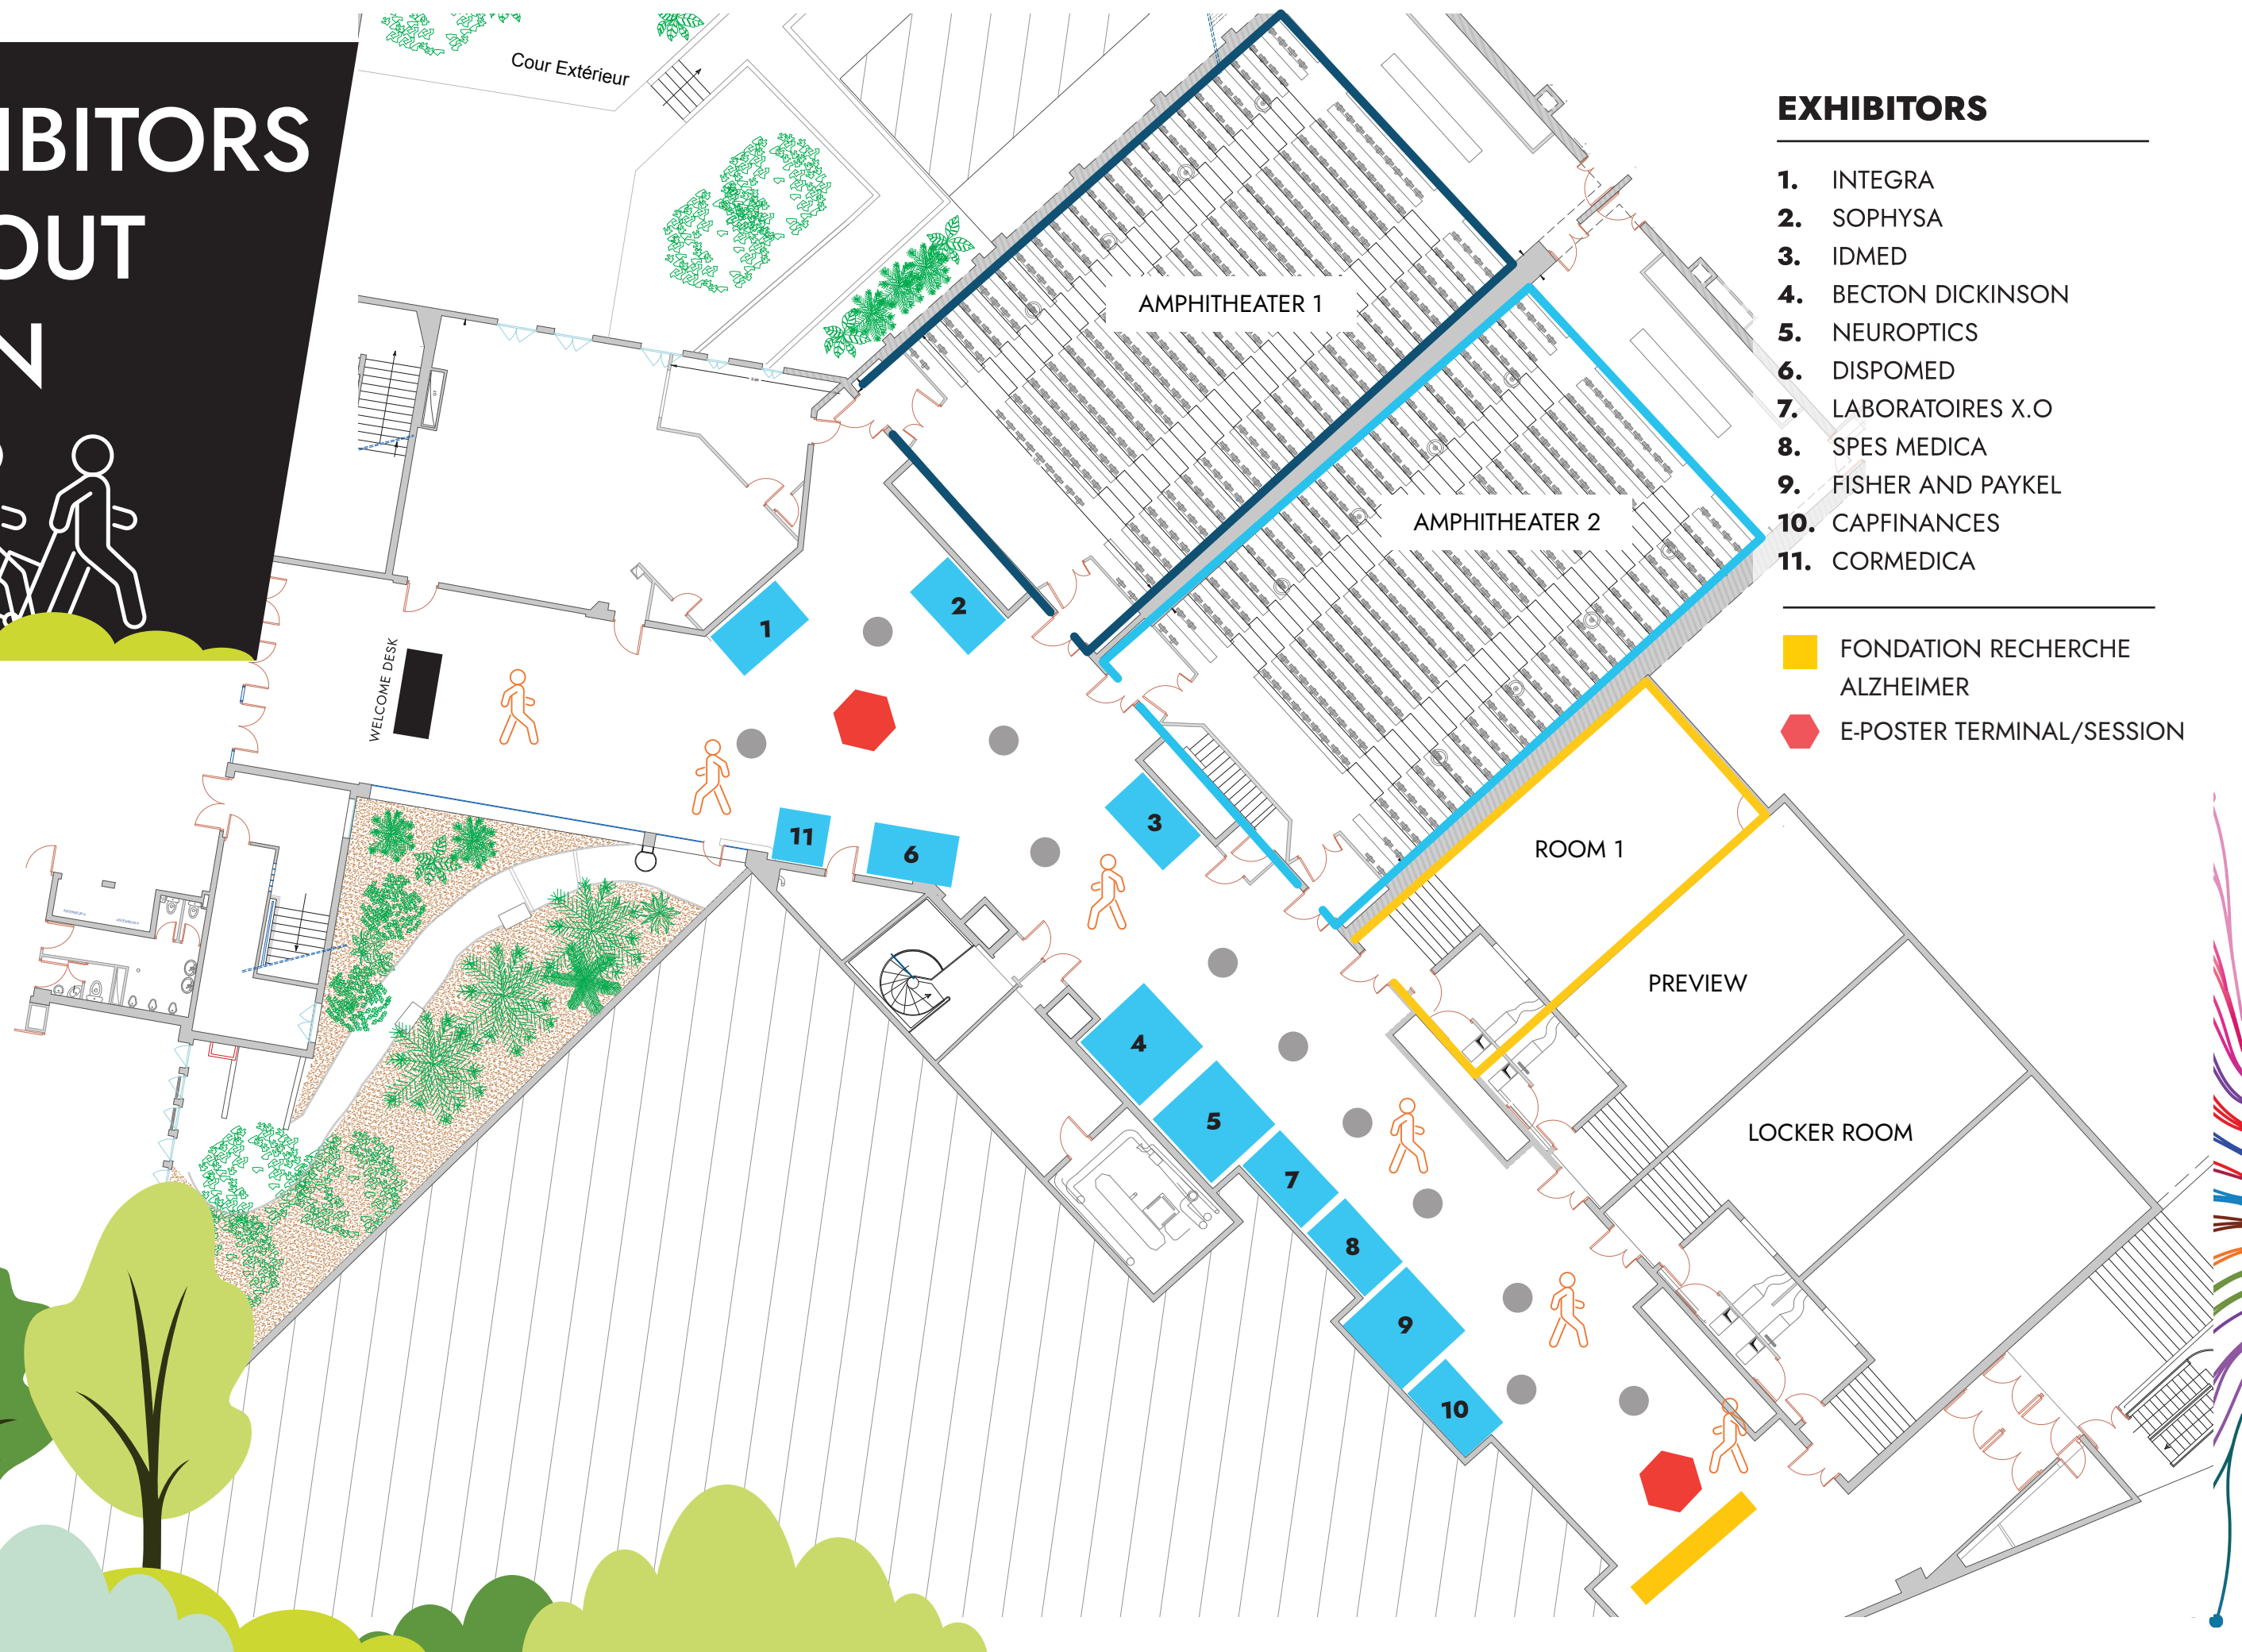 IBITORS
OUT
N
Cour Extérieur
AMPHITHEATER 1
AMPHITHEATER 2
EXHIBITORS
1. INTEGRA
2. SOPHYSA
3. IDMED
4. BECTON DICKINSON
5. NEUROPTICS
6. DISPOMED
7. LABORATOIRES X.O
8. SPES MEDICA
9. FISHER AND PAYKEL
10. CAPFINANCES
11. CORMEDICA
FONDATION RECHERCHE
ALZHEIMER
E-POSTER TERMINAL/SESSION
WELCOME DESK
1
2
3
11
6
4
5
7
8
9
10
ROOM 1
PREVIEW
LOCKER ROOM